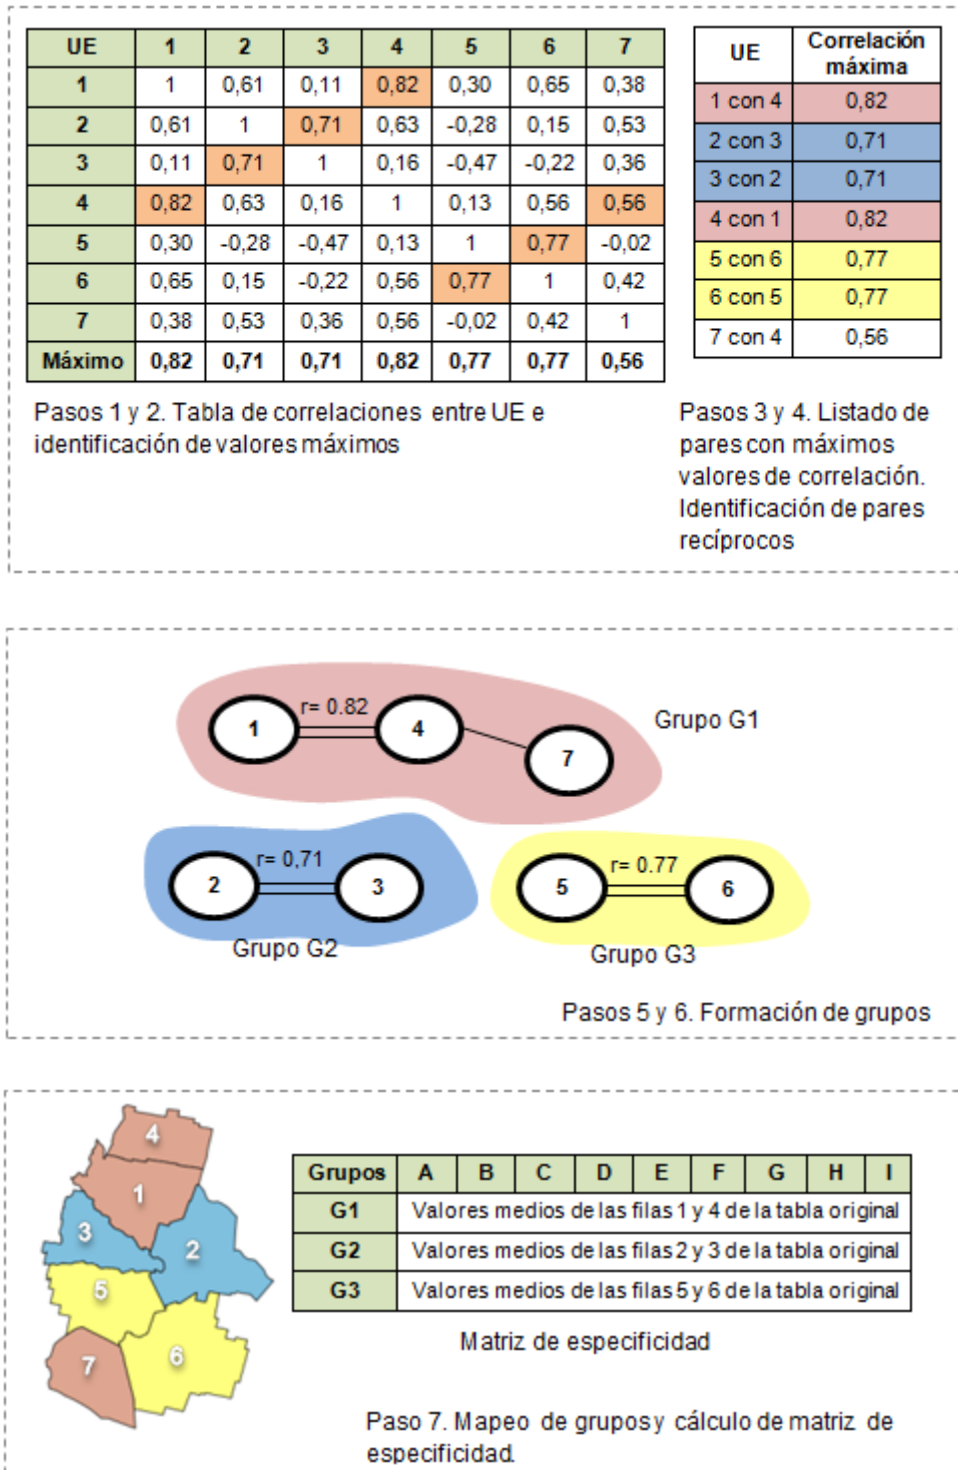 UE 1 2 3 4 5 6 7
1 1 0,61 0,11 0,82 0,30 0,65 0,38
2 0,61 1 0,71 0,63 -0,28 0,15 0,53
3 0,11 0,71 1 0,16 -0,47 -0,22 0,36
4 0,82 0,63 0,16 1 0,13 0,56 0,56
5 0,30 -0,28 -0,47 0,13 1 0,77 -0,02
6 0,65 0,15 -0,22 0,56 0,77 1 0,42
7 0,38 0,53 0,36 0,56 -0,02 0,42 1
Máximo 0,82 0,71 0,71 0,82 0,77 0,77 0,56
Pasos 1 y 2. Tabla de correlaciones entre UE e
identificación de valores máximos
UE Correlación
máxima
1 con 4 0,82
2 con 3 0,71
3 con 2 0,71
4 con 1 0,82
5 con 6 0,77
6 con 5 0,77
7 con 4 0,56
Pasos 3 y 4. Listado de
pares con máximos
valores de correlación.
Identificación de pares
recíprocos
1 r= 0.82 4 7 Grupo G1
2 r= 0,71 3
Grupo G2
5 r= 0.77 6
Grupo G3
Pasos 5 y 6. Formación de grupos
4
1
3
2
5
6
7
Grupos A B C D E F G H I
G1 Valores medios de las filas 1 y 4 de la tabla original
G2 Valores medios de las filas 2 y 3 de la tabla original
G3 Valores medios de las filas 5 y 6 de la tabla original
Matriz de especificidad
Paso 7. Mapeo de grupos y cálculo de matriz de
especificidad.